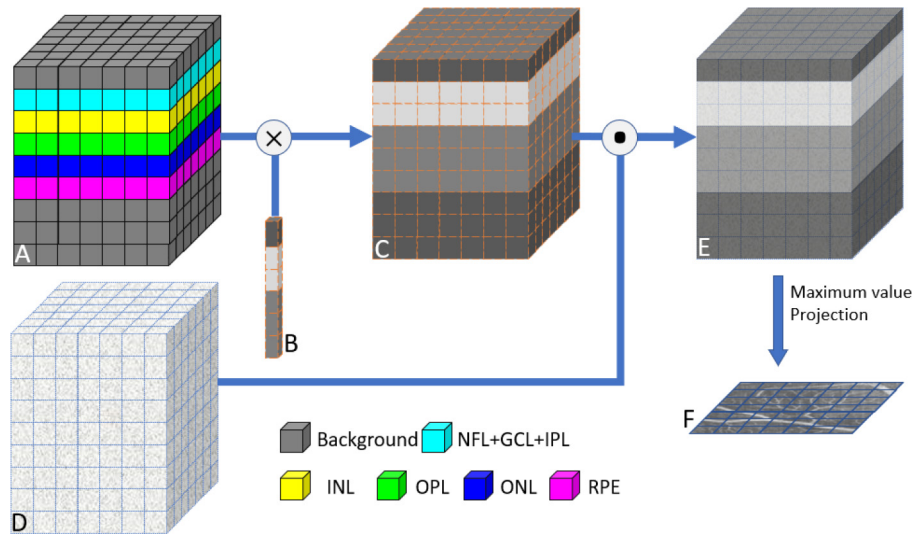 A
B
C
D
E
Maximum value
Projection
F
Background
NFL+GCL+IPL
INL
OPL
ONL
RPE